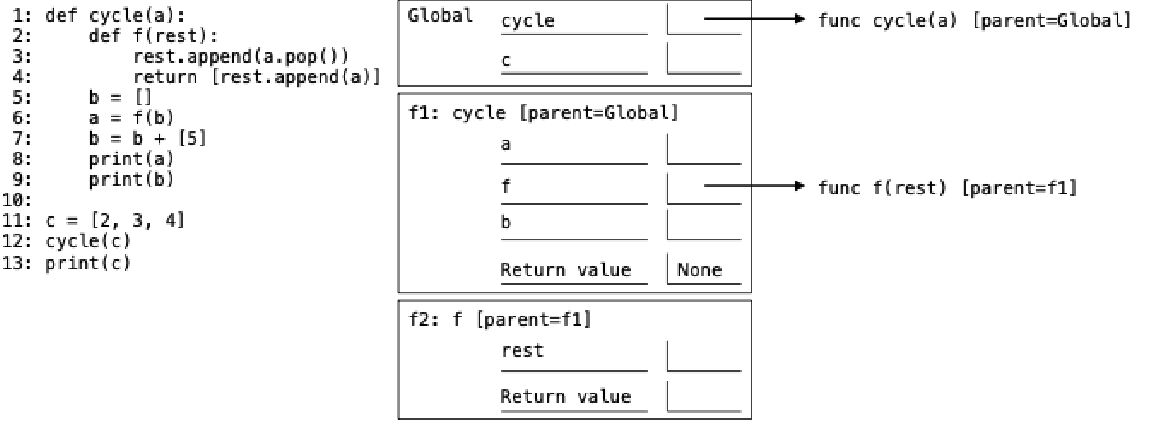 1: def cycle(a):
2:     def f(rest):
3:         rest.append(a.pop())
4:         return [rest.append(a)]
5:     b = []
6:     a = f(b)
7:     b = b + [5]
8:     print(a)
9:     print(b)
10:
11: c = [2, 3, 4]
12: cycle(c)
13: print(c)
Global
cycle
func cycle(a) [parent=Global]
c
f1: cycle [parent=Global]
a
f
func f(rest) [parent=f1]
b
Return value None
f2: f [parent=f1]
rest
Return value